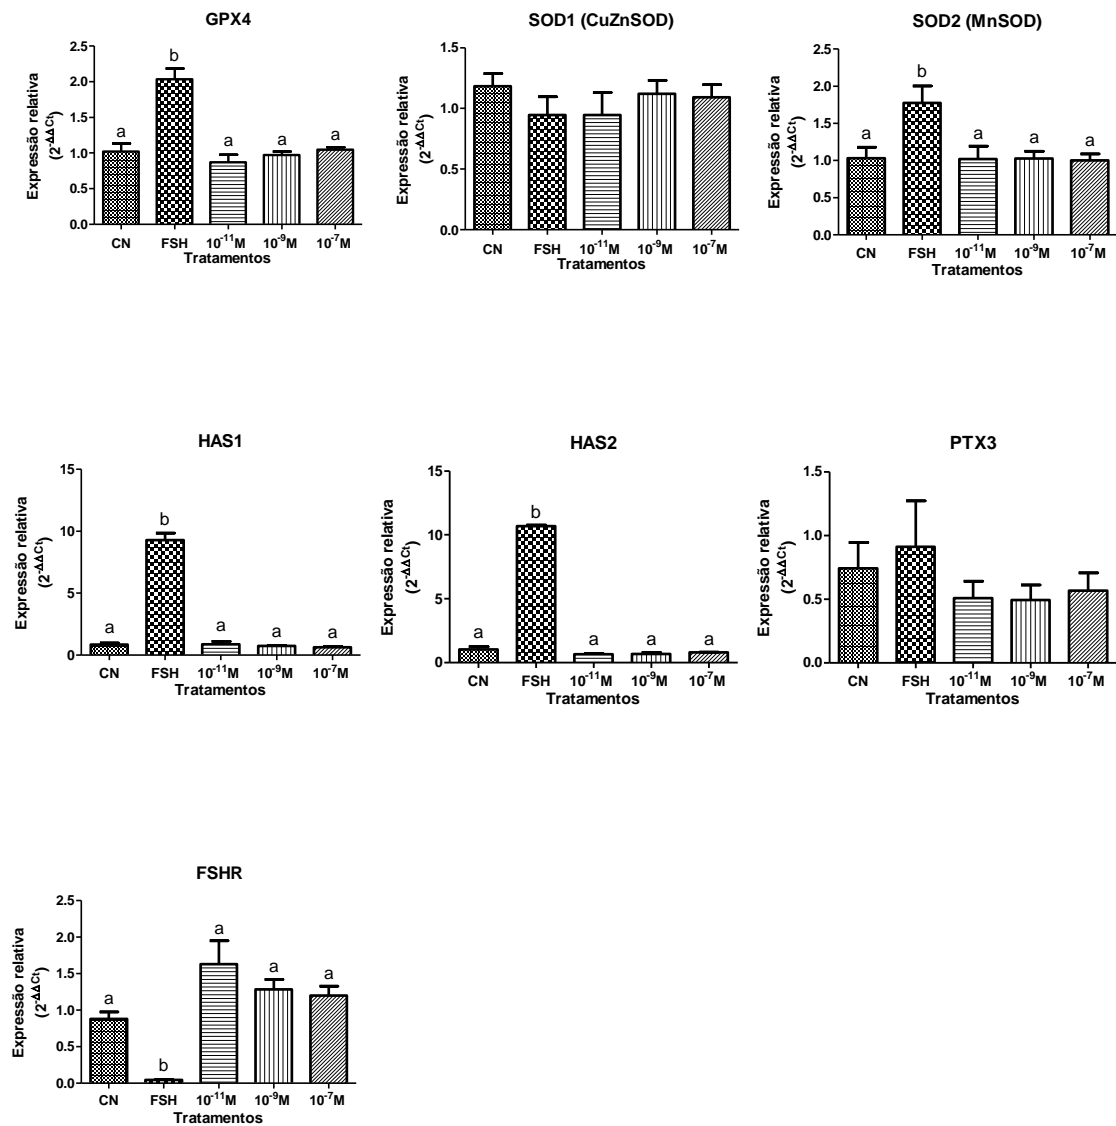 GPX4
Expressão relativa
(2^-ΔΔCt)
2.5
2.0
1.5
1.0
0.5
0.0
a
b
a
a
a
CN FSH 10^-11M 10^-9M 10^-7M
Tratamentos
SOD1 (CuZnSOD)
Expressão relativa
(2^-ΔΔCt)
1.5
1.0
0.5
0.0
CN FSH 10^-11M 10^-9M 10^-7M
Tratamentos
SOD2 (MnSOD)
Expressão relativa
(2^-ΔΔCt)
2.5
2.0
1.5
1.0
0.5
0.0
a
b
a
a
a
CN FSH 10^-11M 10^-9M 10^-7M
Tratamentos
HAS1
Expressão relativa
(2^-ΔΔCt)
15
10
5
0
a
b
a
a
a
CN FSH 10^-11M 10^-9M 10^-7M
Tratamentos
HAS2
Expressão relativa
(2^-ΔΔCt)
15
10
5
0
a
b
a
a
a
CN FSH 10^-11M 10^-9M 10^-7M
Tratamentos
PTX3
Expressão relativa
(2^-ΔΔCt)
1.5
1.0
0.5
0.0
CN FSH 10^-11M 10^-9M 10^-7M
Tratamentos
FSHR
Expressão relativa
(2^-ΔΔCt)
2.5
2.0
1.5
1.0
0.5
0.0
a
b
a
a
a
CN FSH 10^-11M 10^-9M 10^-7M
Tratamentos